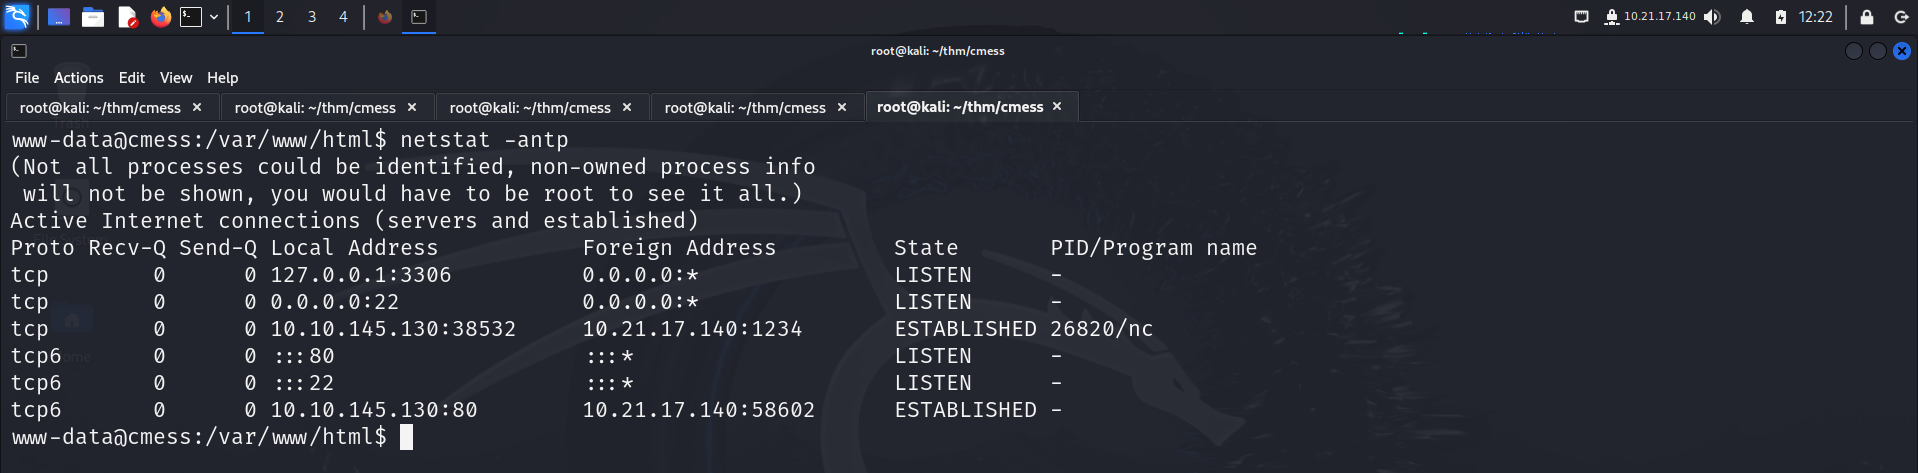 1 2 3 4 10.21.17.140 12:22
root@kali: ~/thm/cmess
File Actions Edit View Help
root@kali: ~/thm/cmess × root@kali: ~/thm/cmess × root@kali: ~/thm/cmess × root@kali: ~/thm/cmess × root@kali: ~/thm/cmess ×
www-data@cmess:/var/www/html$ netstat -antp
(Not all processes could be identified, non-owned process info
will not be shown, you would have to be root to see it all.)
Active Internet connections (servers and established)
Proto Recv-Q Send-Q Local Address Foreign Address State PID/Program name
tcp 0 0 127.0.0.1:3306 0.0.0.0:* LISTEN -
tcp 0 0 0.0.0.0:22 0.0.0.0:* LISTEN -
tcp 0 0 10.10.145.130:38532 10.21.17.140:1234 ESTABLISHED 26820/nc
tcp6 0 0 :::80 :::* LISTEN -
tcp6 0 0 :::22 :::* LISTEN -
tcp6 0 0 10.10.145.130:80 10.21.17.140:58602 ESTABLISHED -
www-data@cmess:/var/www/html$